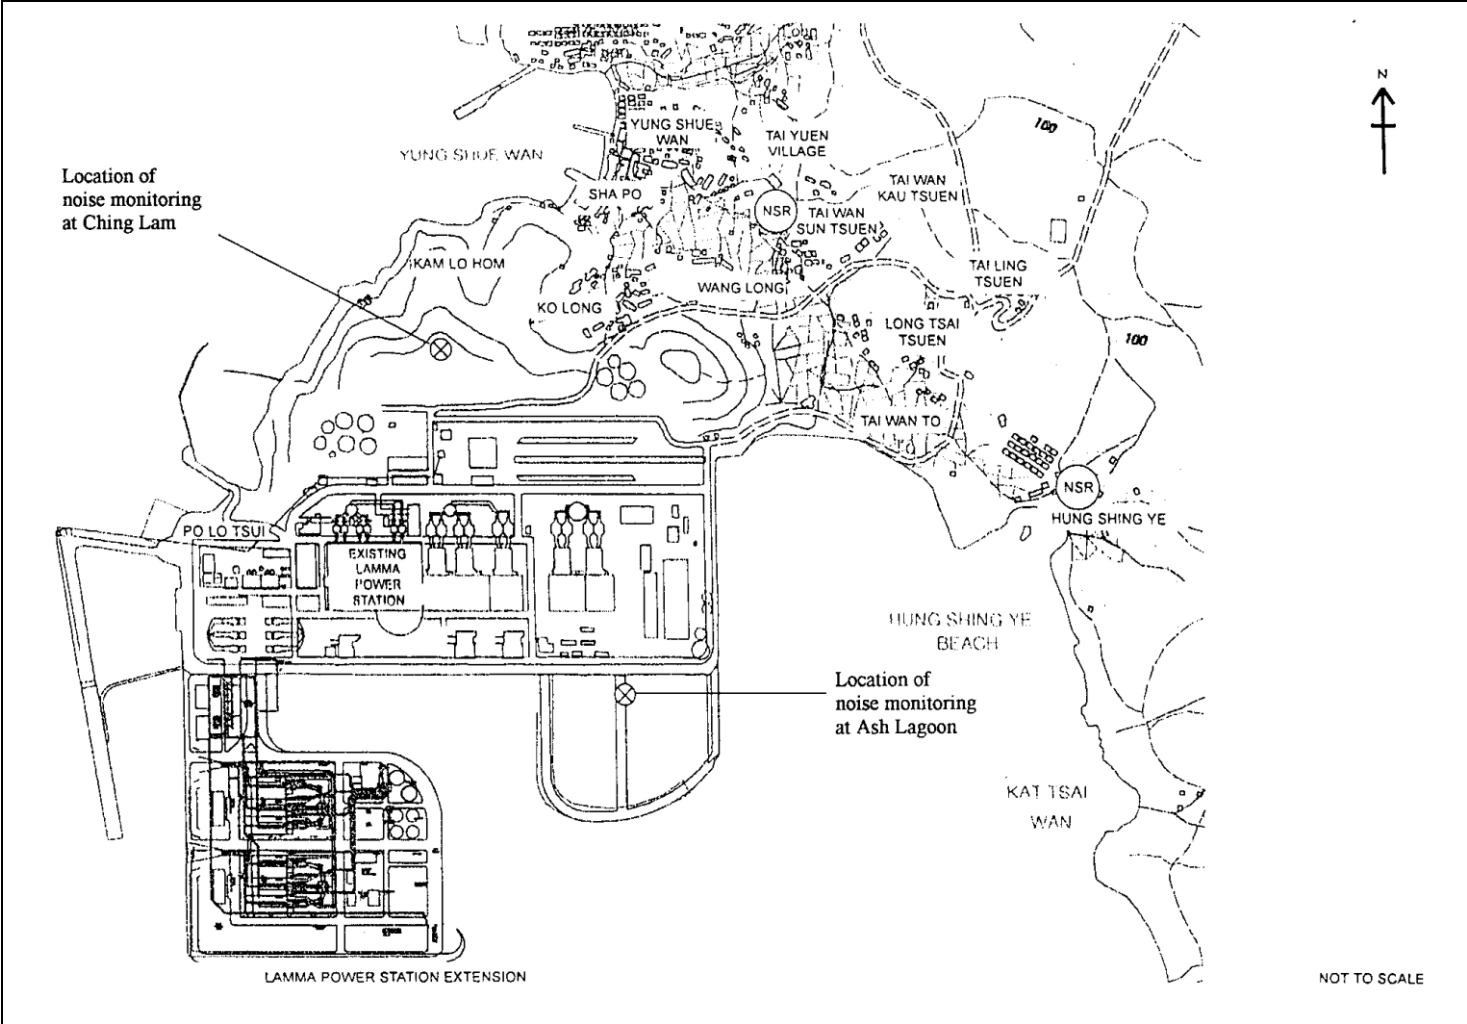 N
100
YUNG SHUE
WAN
TAI YUEN
VILLAGE
YUNG SHUE WAN
Location of
noise monitoring
at Ching Lam
TAI WAN
KAU TSUEN
SHA PO
NSR
TAI WAN
SUN TSUEN
KAM LO HOM
TAI LING
TSUEN
WANG LONG
KO LONG
LONG TSAI
TSUEN
100
TAI WAN TO
NSR
HUNG SHING YE
PO LO TSUI
EXISTING
LAMMA
POWER
STATION
HUNG SHING YE
BEACH
Location of
noise monitoring
at Ash Lagoon
KAT TSAI
WAN
LAMMA POWER STATION EXTENSION
NOT TO SCALE